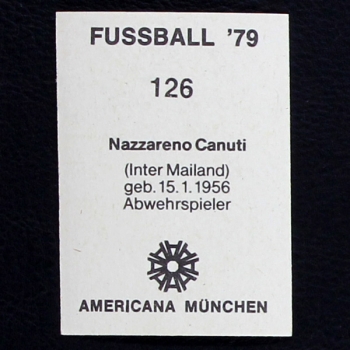 FUSSBALL '79
126
Nazzareno Canuti
(Inter Mailand)
geb. 15. 1. 1956
Abwehrspieler
AMERICANA MÜNCHEN